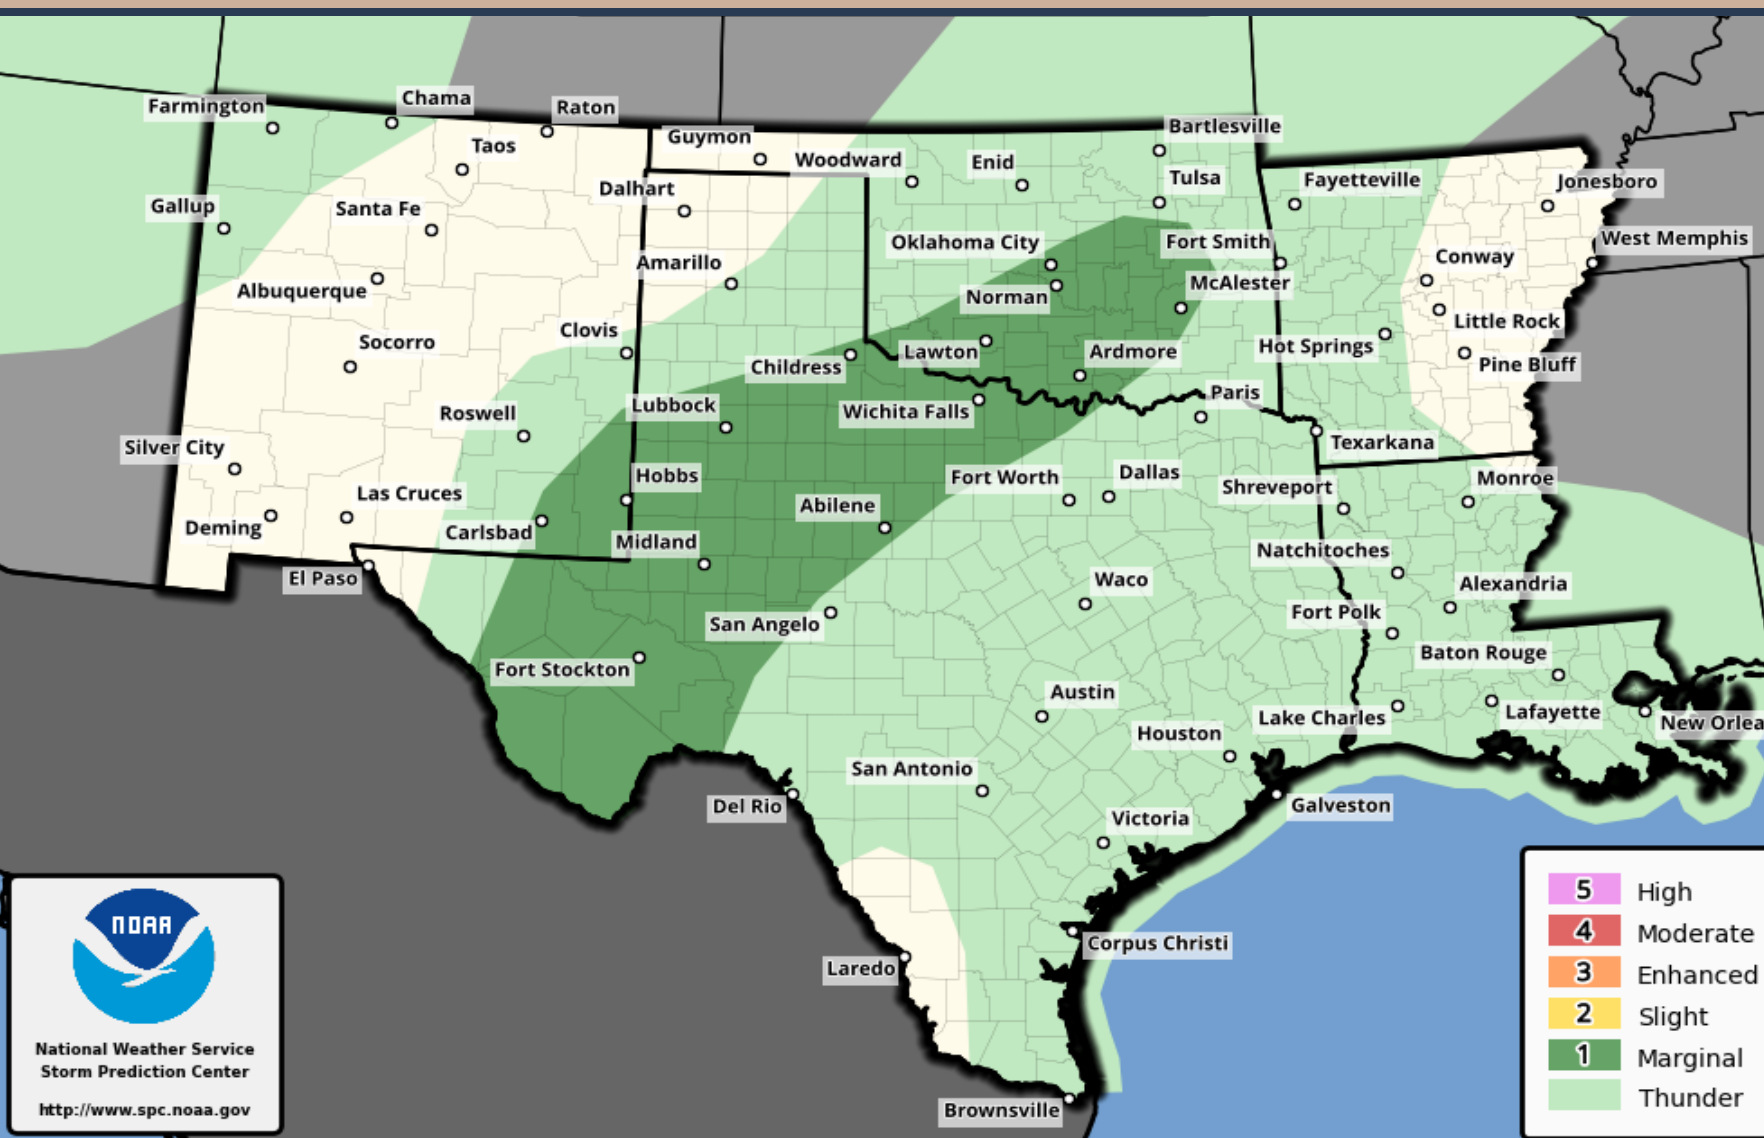 Farmington
Chama
Raton
Guymon
Bartlesville
Taos
Woodward
Enid
Tulsa
Fayetteville
Jonesboro
Dalhart
Gallup
Santa Fe
Oklahoma City
Fort Smith
West Memphis
Amarillo
Conway
Albuquerque
Norman
McAlester
Little Rock
Clovis
Socorro
Childress
Lawton
Ardmore
Hot Springs
Pine Bluff
Roswell
Lubbock
Wichita Falls
Paris
Silver City
Texarkana
Hobbs
Fort Worth
Dallas
Shreveport
Monroe
Las Cruces
Abilene
Deming
Carlsbad
Midland
Natchitoches
El Paso
Waco
Alexandria
San Angelo
Fort Polk
Fort Stockton
Baton Rouge
Austin
Lake Charles
Lafayette
New Orlea
Houston
San Antonio
Del Rio
Galveston
Victoria
Corpus Christi
Laredo
Brownsville
NOAA
National Weather Service
Storm Prediction Center
http://www.spc.noaa.gov
5 High
4 Moderate
3 Enhanced
2 Slight
1 Marginal
Thunder